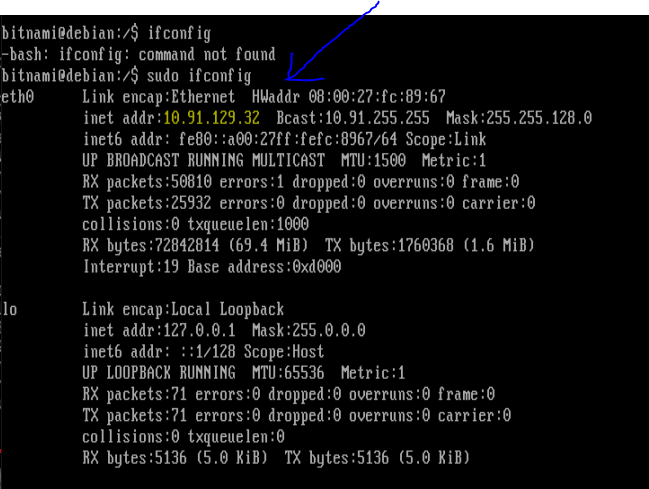 bitnami@debian:/$ ifconfig
-bash: ifconfig: command not found
bitnami@debian:/$ sudo ifconfig
eth0 Link encap:Ethernet HWaddr 08:00:27:fc:89:67
inet addr:10.91.129.32 Bcast:10.91.255.255 Mask:255.255.128.0
inet6 addr: fe80::a00:27ff:fefc:8967/64 Scope:Link
UP BROADCAST RUNNING MULTICAST MTU:1500 Metric:1
RX packets:50810 errors:1 dropped:0 overruns:0 frame:0
TX packets:25932 errors:0 dropped:0 overruns:0 carrier:0
collisions:0 txqueuelen:1000
RX bytes:72842814 (69.4 MiB) TX bytes:1760368 (1.6 MiB)
Interrupt:19 Base address:0xd000
lo Link encap:Local Loopback
inet addr:127.0.0.1 Mask:255.0.0.0
inet6 addr: ::1/128 Scope:Host
UP LOOPBACK RUNNING MTU:65536 Metric:1
RX packets:71 errors:0 dropped:0 overruns:0 frame:0
TX packets:71 errors:0 dropped:0 overruns:0 carrier:0
collisions:0 txqueuelen:0
RX bytes:5136 (5.0 KiB) TX bytes:5136 (5.0 KiB)